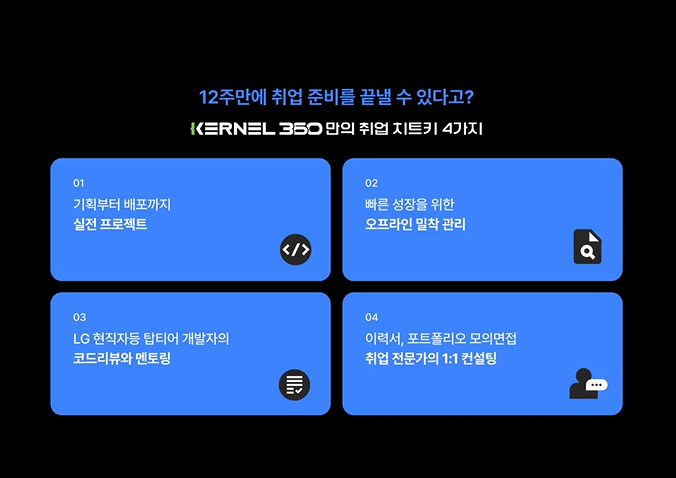 12주만에 취업 준비를 끝낼 수 있다고?
KERNEL 360 만의 취업 치트키 4가지
01
기획부터 배포까지
실전 프로젝트
02
빠른 성장을 위한
오프라인 밀착 관리
03
LG 현직자등 탑티어 개발자의
코드리뷰와 멘토링
04
이력서, 포트폴리오 모의면접
취업 전문가의 1:1 컨설팅